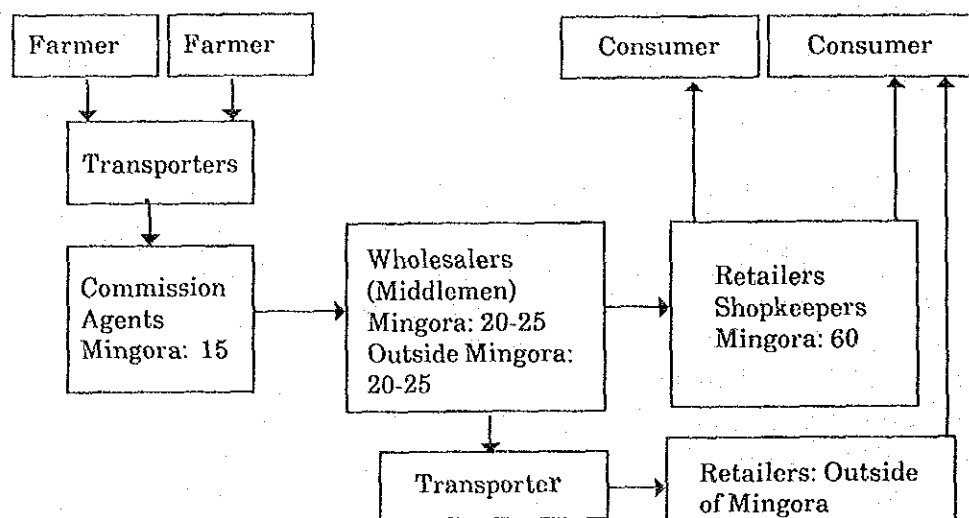 Farmer
Farmer
Consumer
Consumer
Transporters
Commission
Agents
Mingora: 15
Wholesalers
(Middlemen)
Mingora: 20-25
Outside Mingora:
20-25
Retailers
Shopkeepers
Mingora: 60
Transporter
Retailers: Outside
of Mingora